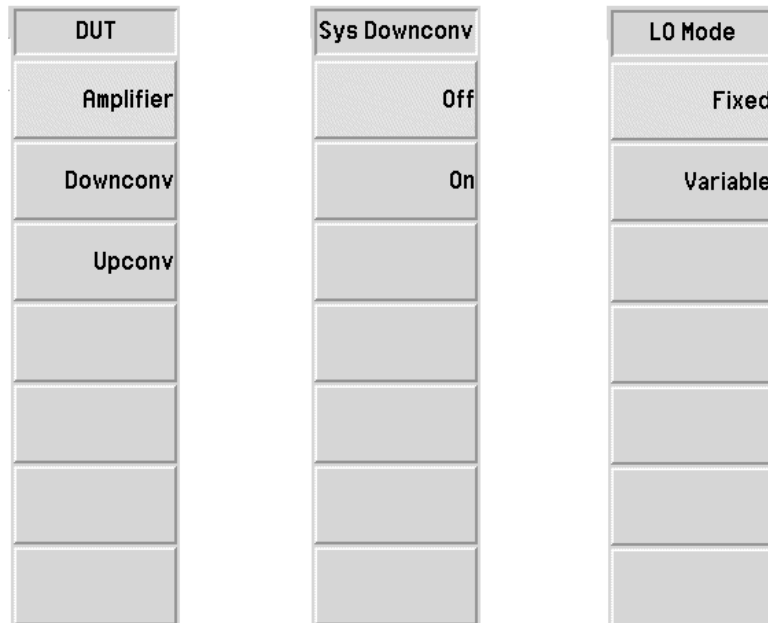 DUT
Amplifier
Downconv
Upconv
Sys Downconv
Off
On
LO Mode
Fixed
Variable